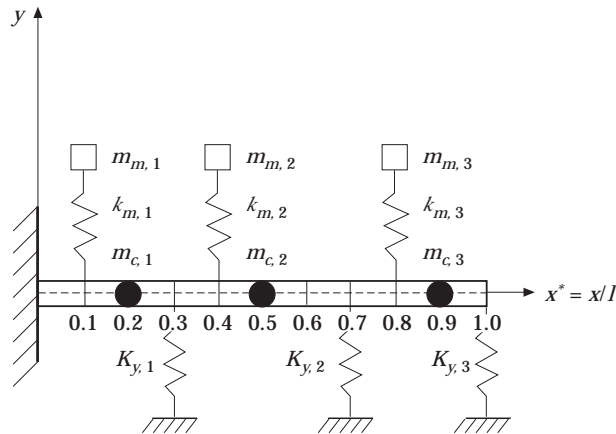 y
m_{m, 1} m_{m, 2} m_{m, 3}
k_{m, 1} k_{m, 2} k_{m, 3}
m_{c, 1} m_{c, 2} m_{c, 3}
x^* = x/l
0.1 0.2 0.3 0.4 0.5 0.6 0.7 0.8 0.9 1.0
K_{y, 1} K_{y, 2} K_{y, 3}